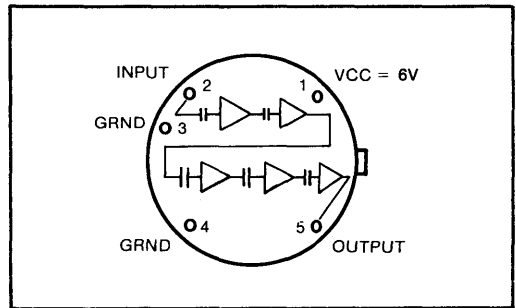 INPUT
2
1
VCC = 6V
GRND
3
4
GRND
5
OUTPUT